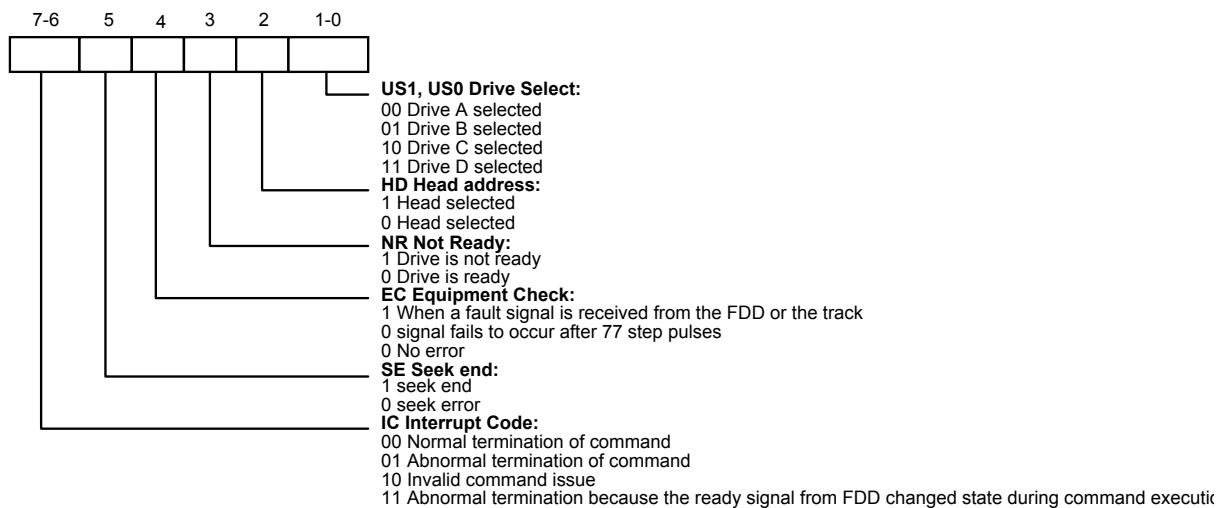 7-6 5 4 3 2 1-0
US1, US0 Drive Select:
00 Drive A selected
01 Drive B selected
10 Drive C selected
11 Drive D selected
HD Head address:
1 Head selected
0 Head selected
NR Not Ready:
1 Drive is not ready
0 Drive is ready
EC Equipment Check:
1 When a fault signal is received from the FDD or the track
0 signal fails to occur after 77 step pulses
0 No error
SE Seek end:
1 seek end
0 seek error
IC Interrupt Code:
00 Normal termination of command
01 Abnormal termination of command
10 Invalid command issue
11 Abnormal termination because the ready signal from FDD changed state during command